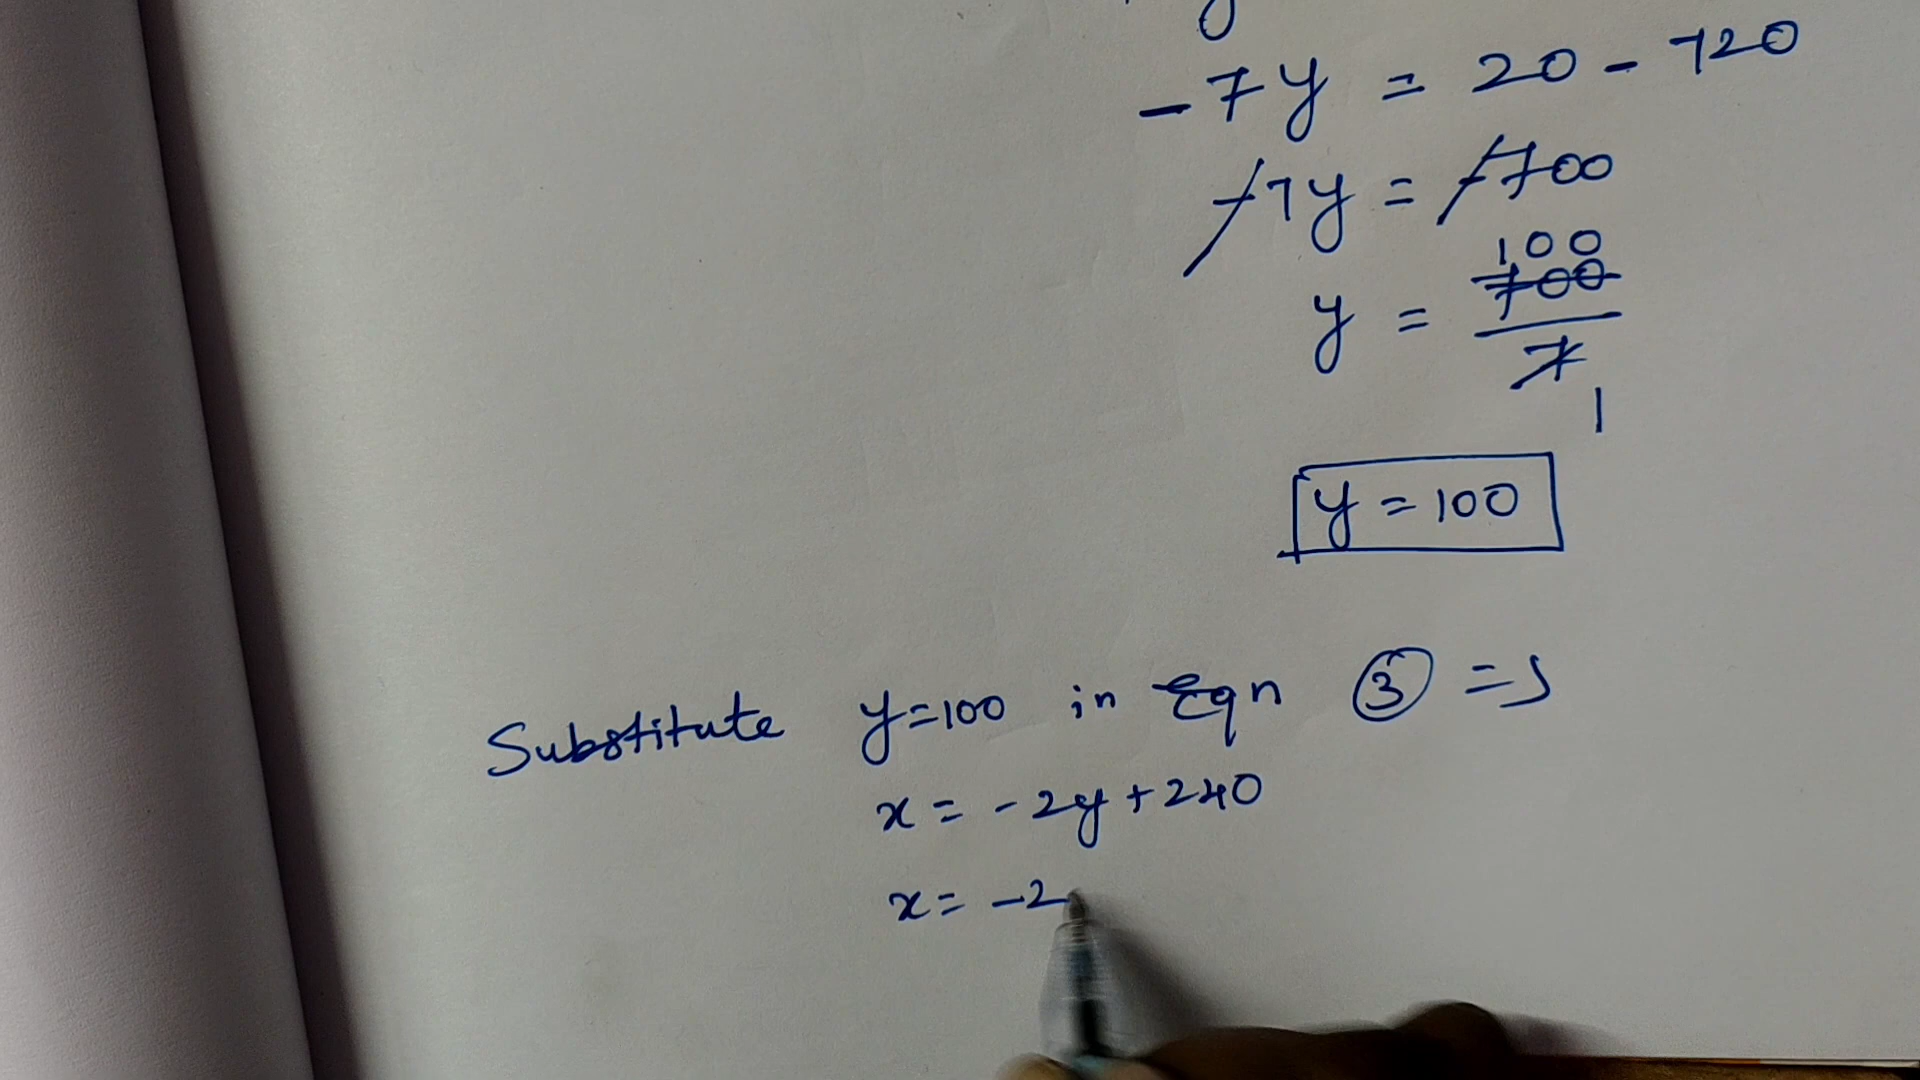 -7y = 20 - 720
-7y = -700
100
y = 700/7
1
y = 100
Substitute y=100 in Eqn ③ =>
x = -2y+240
x = -2